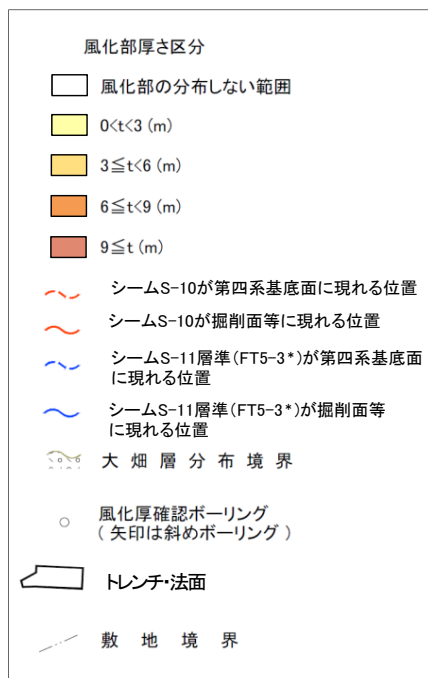 風化部厚さ区分
風化部の分布しない範囲
0<t<3 (m)
3≦t<6 (m)
6≦t<9 (m)
9≦t (m)
シームS-10が第四系基底面に現れる位置
シームS-10が掘削面等に現れる位置
シームS-11層準(FT5-3*)が第四系基底面
に現れる位置
シームS-11層準(FT5-3*)が掘削面等
に現れる位置
大 畑 層 分 布 境 界
風化厚確認ボーリング
( 矢印は斜めボーリング )
トレンチ・法面
敷 地 境 界